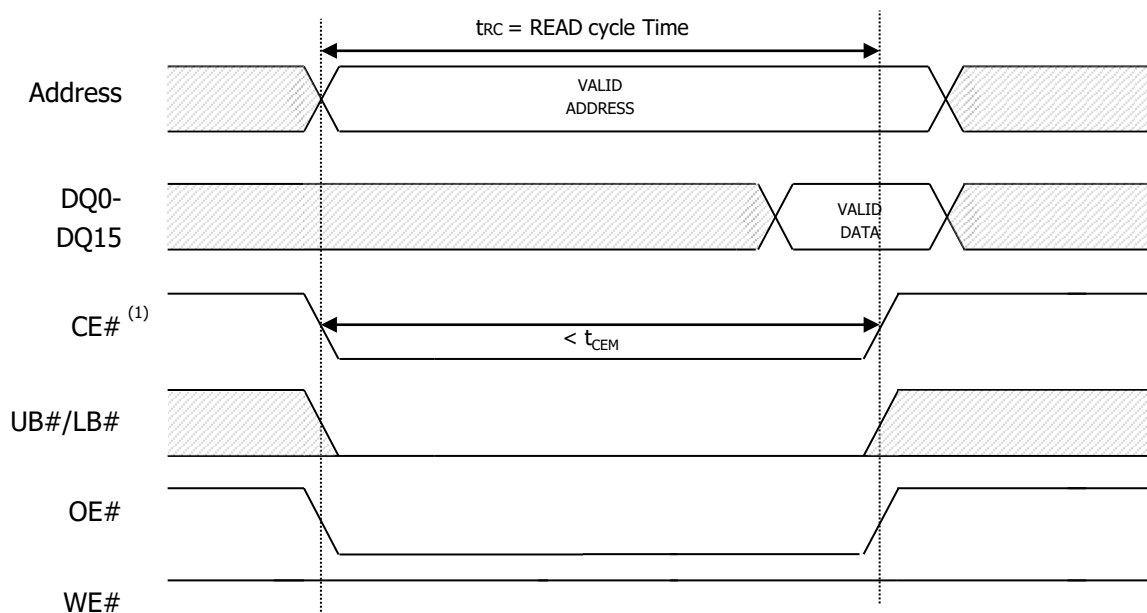 tRC = READ cycle Time
Address
VALID
ADDRESS
DQ0-
DQ15
VALID
DATA
CE# (1)
< tCEM
UB#/LB#
OE#
WE#